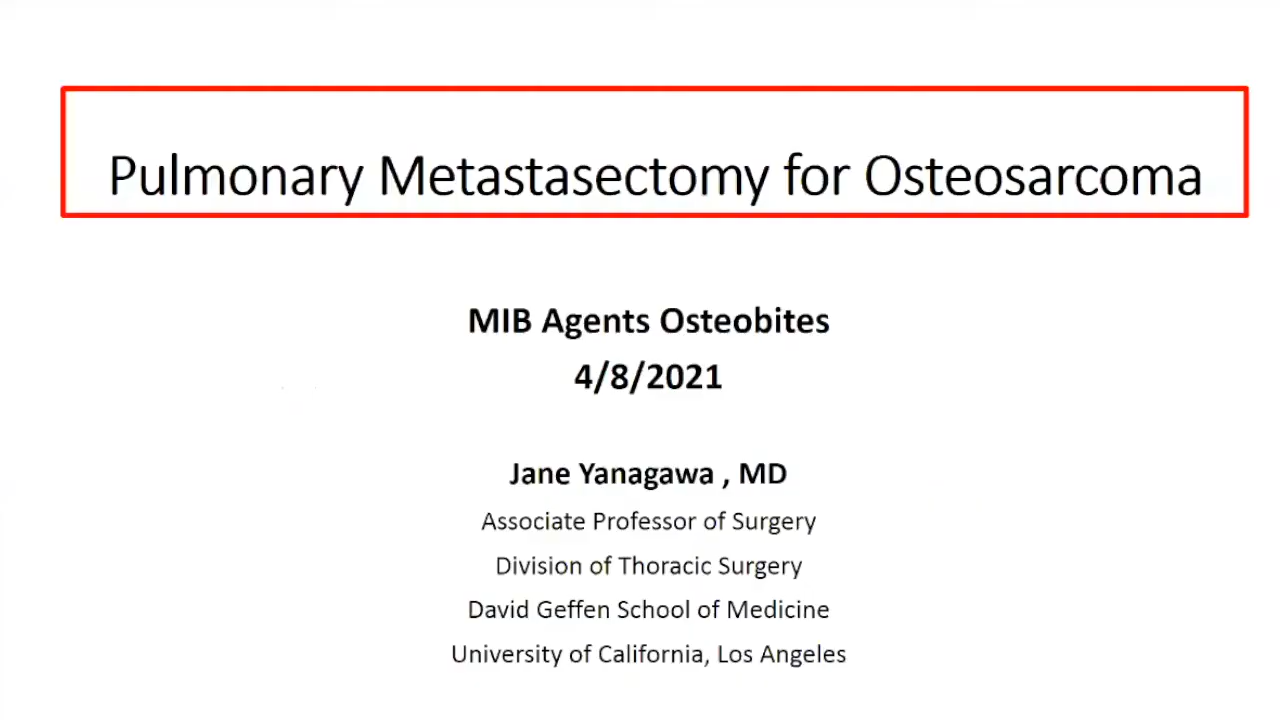 Pulmonary Metastasectomy for Osteosarcoma
MIB Agents Osteobites
4/8/2021
Jane Yanagawa , MD
Associate Professor of Surgery
Division of Thoracic Surgery
David Geffen School of Medicine
University of California, Los Angeles